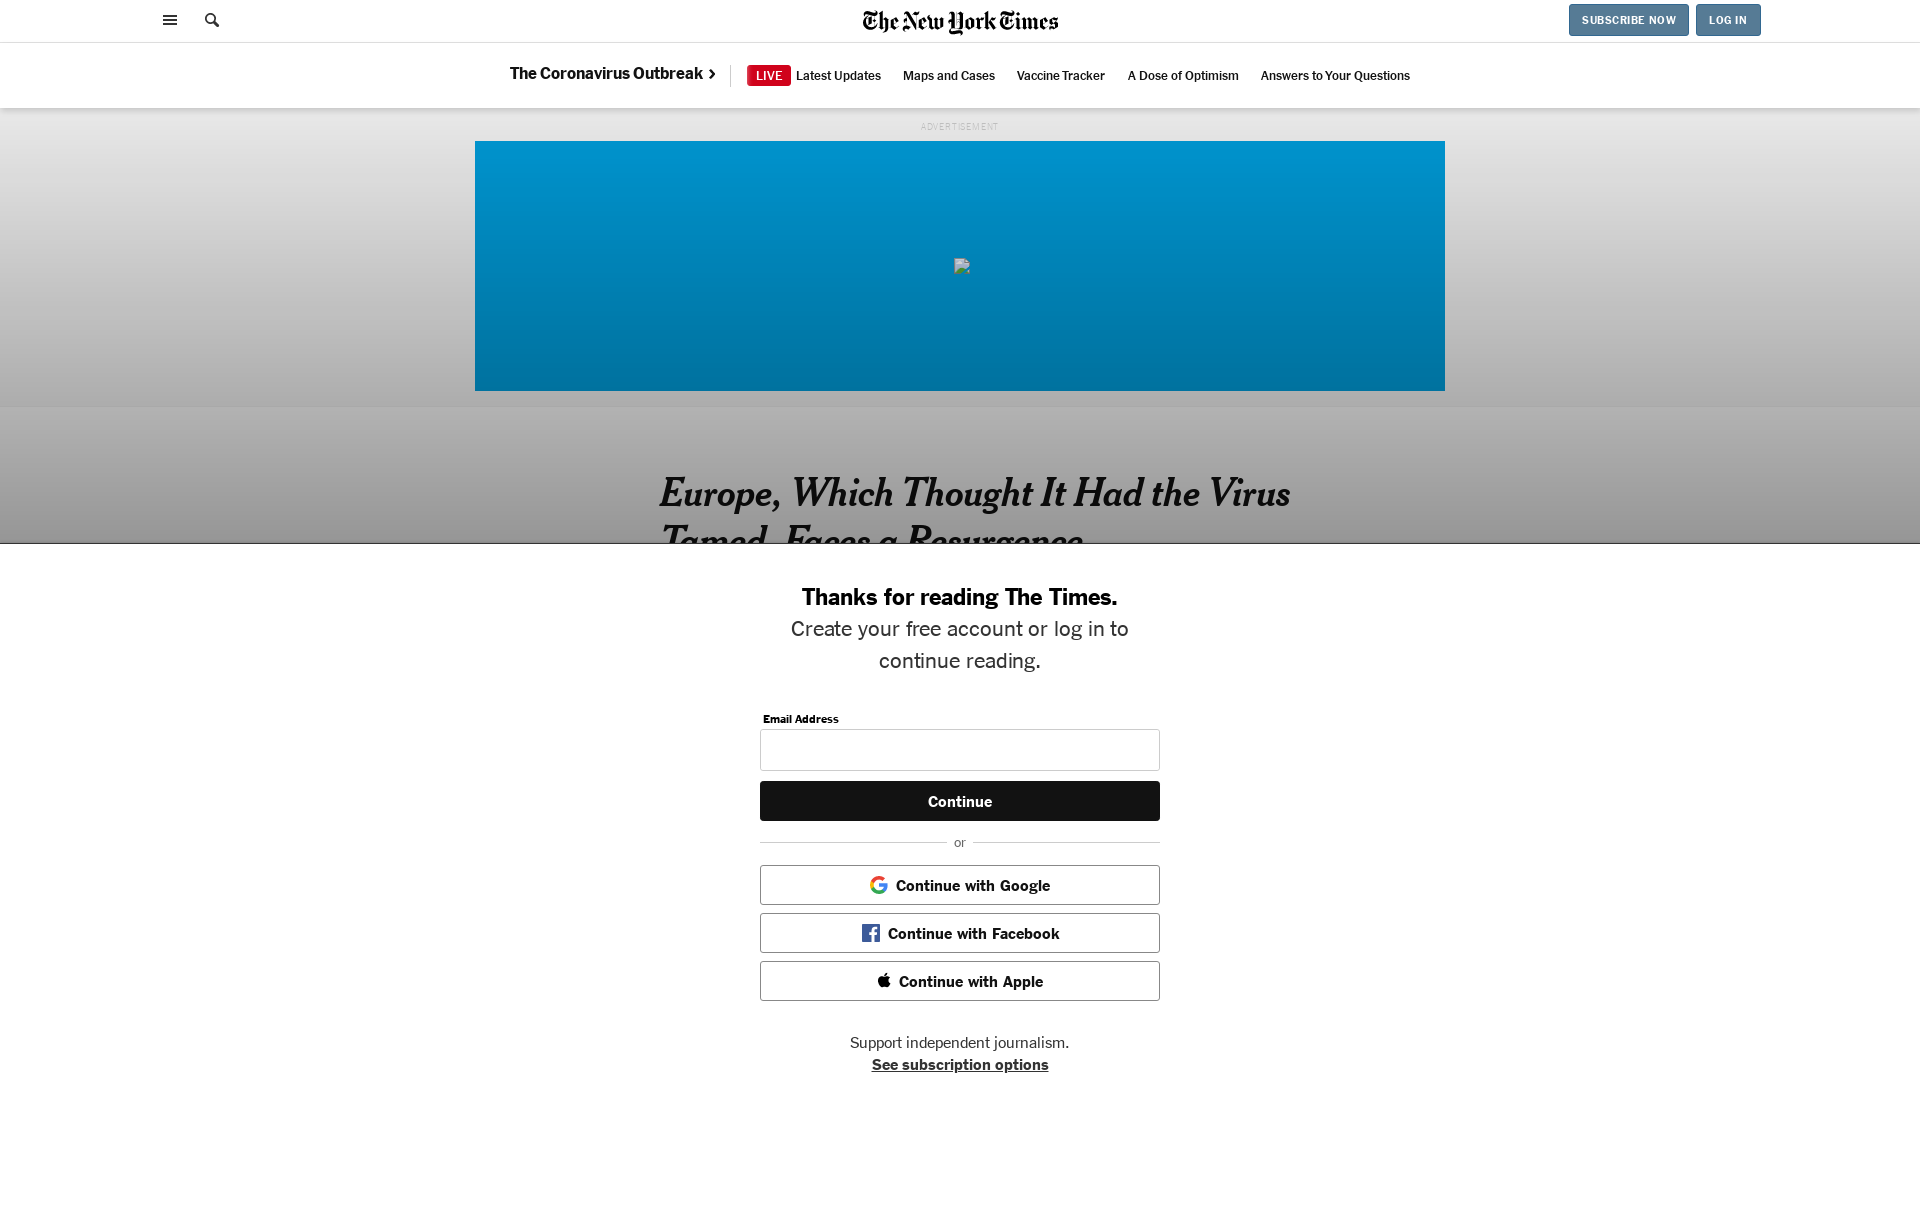 The New York Times
SUBSCRIBE NOW
LOG IN
The Coronavirus Outbreak
LIVE Latest Updates
Maps and Cases
Vaccine Tracker
A Dose of Optimism
Answers to Your Questions
ADVERTISEMENT
Europe, Which Thought It Had the Virus
Tamed, Faces a Resurgence
Thanks for reading The Times.
Create your free account or log in to
continue reading.
Email Address
Continue
or
Continue with Google
Continue with Facebook
Continue with Apple
Support independent journalism.
See subscription options